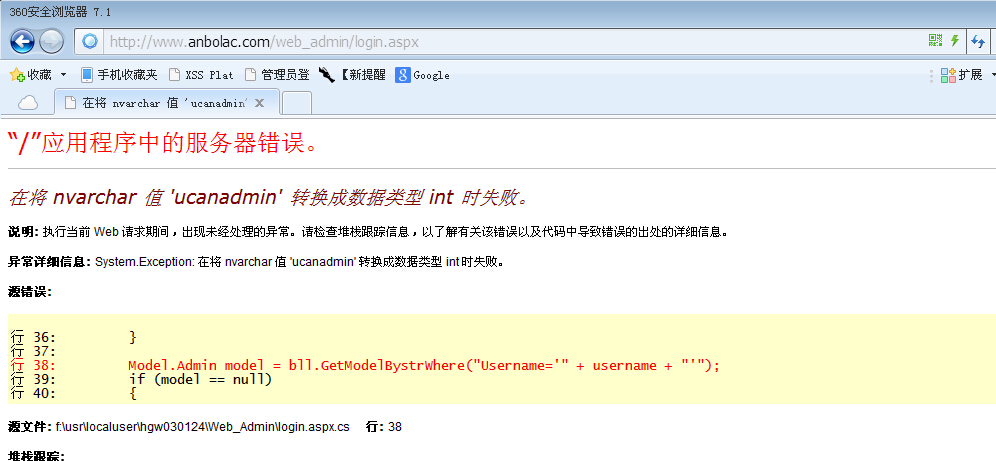 360安全浏览器 7.1
http://www.anbolac.com/web_admin/login.aspx
收藏 手机收藏夹 XSS Plat 管理员登 【新提醒 Google 扩展
在将 nvarchar 值 'ucanadmin'
“/”应用程序中的服务器错误。
在将 nvarchar 值 'ucanadmin' 转换成数据类型 int 时失败。
说明: 执行当前 Web 请求期间，出现未经处理的异常。请检查堆栈跟踪信息，以了解有关该错误以及代码中导致错误的出处的详细信息。
异常详细信息: System.Exception: 在将 nvarchar 值 'ucanadmin' 转换成数据类型 int 时失败。
源错误:
行 36: }
行 37:
行 38: Model.Admin model = bll.GetModelBystrWhere("Username='" + username + "'");
行 39: if (model == null)
行 40: {
源文件: f:\usr\localuser\hgw030124\Web_Admin\login.aspx.cs 行: 38
堆栈跟踪: